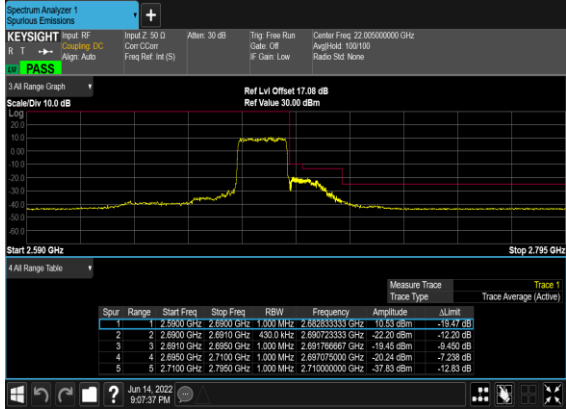 Spectrum Analyzer 1
Spurious Emissions
+
KEYSIGHT Input: RF Input Z: 50 Ω Atten: 30 dB Trig: Free Run Center Freq: 22.005000000 GHz
R T Coupling: DC Corr CCorr Gate: Off Avg|Hold: 100/100
Align: Auto Freq Ref: Int (S) IF Gain: Low Radio Std: None
PASS
3 All Range Graph
Ref Lvl Offset 17.08 dB
Scale/Div 10.0 dB Ref Value 30.00 dBm
Log
20.0
10.0
0.00
-10.0
-20.0
-30.0
-40.0
-50.0
-60.0
Start 2.590 GHz Stop 2.795 GHz
4 All Range Table
Measure Trace Trace 1
Trace Type Trace Average (Active)
Spur Range Start Freq Stop Freq RBW Frequency Amplitude ΔLimit
1 1 2.5900 GHz 2.6900 GHz 1.000 MHz 2.682833333 GHz 10.53 dBm -19.47 dB
2 2 2.6900 GHz 2.6910 GHz 430.0 kHz 2.690723333 GHz -22.20 dBm -12.20 dB
3 3 2.6910 GHz 2.6950 GHz 1.000 MHz 2.691766667 GHz -19.45 dBm -9.450 dB
4 4 2.6950 GHz 2.7100 GHz 1.000 MHz 2.697075000 GHz -20.24 dBm -7.238 dB
5 5 2.7100 GHz 2.7950 GHz 1.000 MHz 2.710000000 GHz -37.83 dBm -12.83 dB
?
Jun 14, 2022
9:07:37 PM